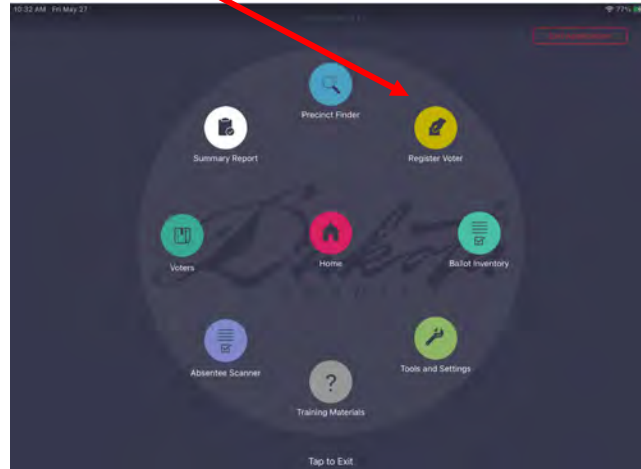 10:32 AM Fri May 27
77%
Precinct Finder
Summary Report
Register Voter
Voters
Home
Ballot Inventory
Absentee Scanner
Tools and Settings
?
Training Materials
Tap to Exit